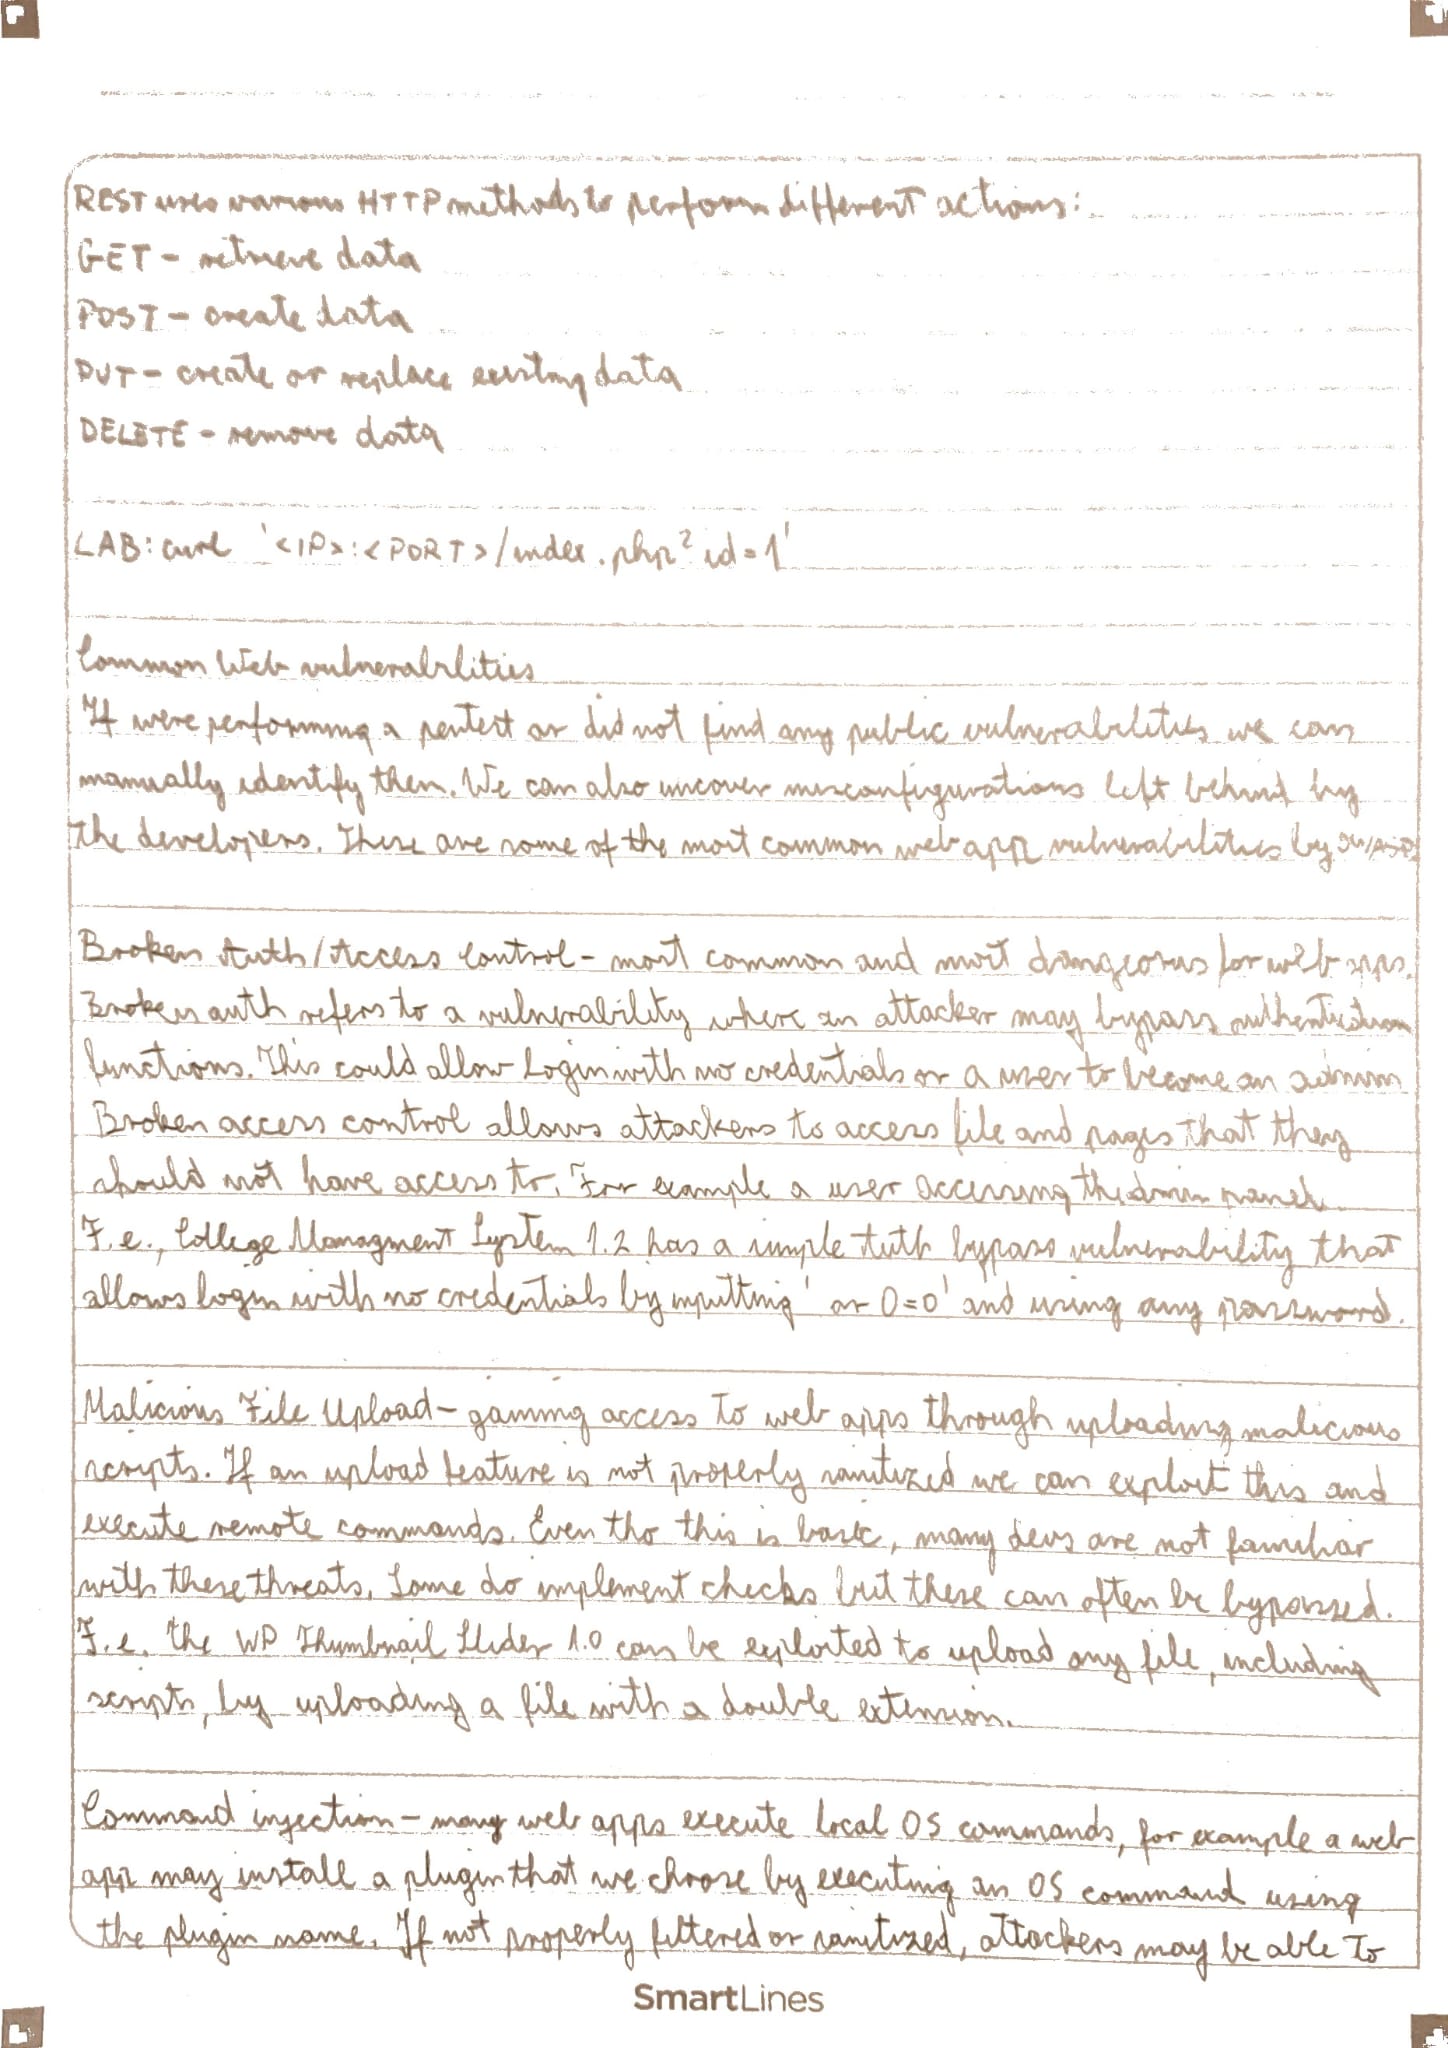 REST uses various HTTP methods to perform different actions:
GET - retrieve data
POST - create data
PUT - create or replace existing data
DELETE - remove data
LAB: curl '<IP>:<PORT>/index.php?id=1'
Common Web vulnerabilities
If were performing a pentest or did not find any public vulnerabilities we can
manually identify them. We can also uncover misconfigurations left behind by
the developers. These are some of the most common web app vulnerabilities by OWASP.
Broken Auth/Access Control - most common and most dangeorus for web apps.
Broken auth refers to a vulnerability where an attacker may bypass authentication
functions. This could allow login with no credentials or a user to become an admin
Broken access control allows attackers to access file and pages that they
should not have access to. For example a user accessing the admin panel.
F.e., College Managment System 1.2 has a simple Auth bypass vulnerability that
allows login with no credentials by inputting ' or 0=0 ' and using any password.
Malicious File Upload - gaining access to web apps through uploading malicious
scripts. If an upload feature is not properly sanitized we can exploit this and
execute remote commands. Even tho this is basic, many devs are not familiar
with these threats. Some do implement checks but these can often be bypassed.
F.e. the WP Thumbnail Slider 1.0 can be exploited to upload any file, including
scripts, by uploading a file with a double extension.
Command injection - many web apps execute local OS commands, for example a web
app may install a plugin that we choose by executing an OS command using
the plugin name. If not properly filtered or sanitized, attackers may be able to
SmartLines